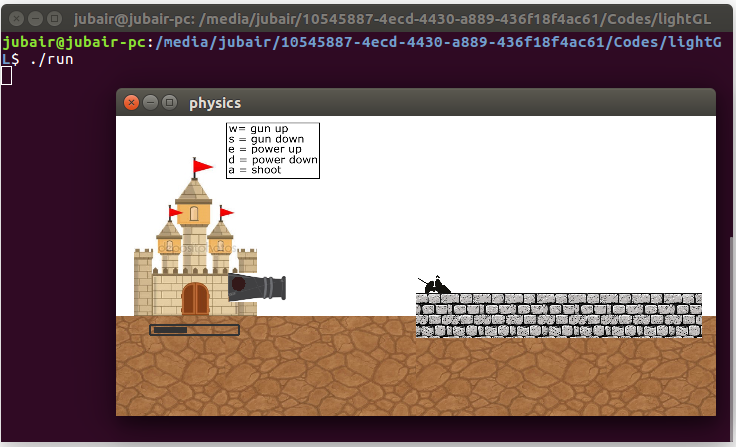 jubair@jubair-pc: /media/jubair/10545887-4ecd-4430-a889-436f18f4ac61/Codes/lightGL
jubair@jubair-pc:/media/jubair/10545887-4ecd-4430-a889-436f18f4ac61/Codes/lightG
L$ ./run
physics
w= gun up
s = gun down
e = power up
d = power down
a = shoot